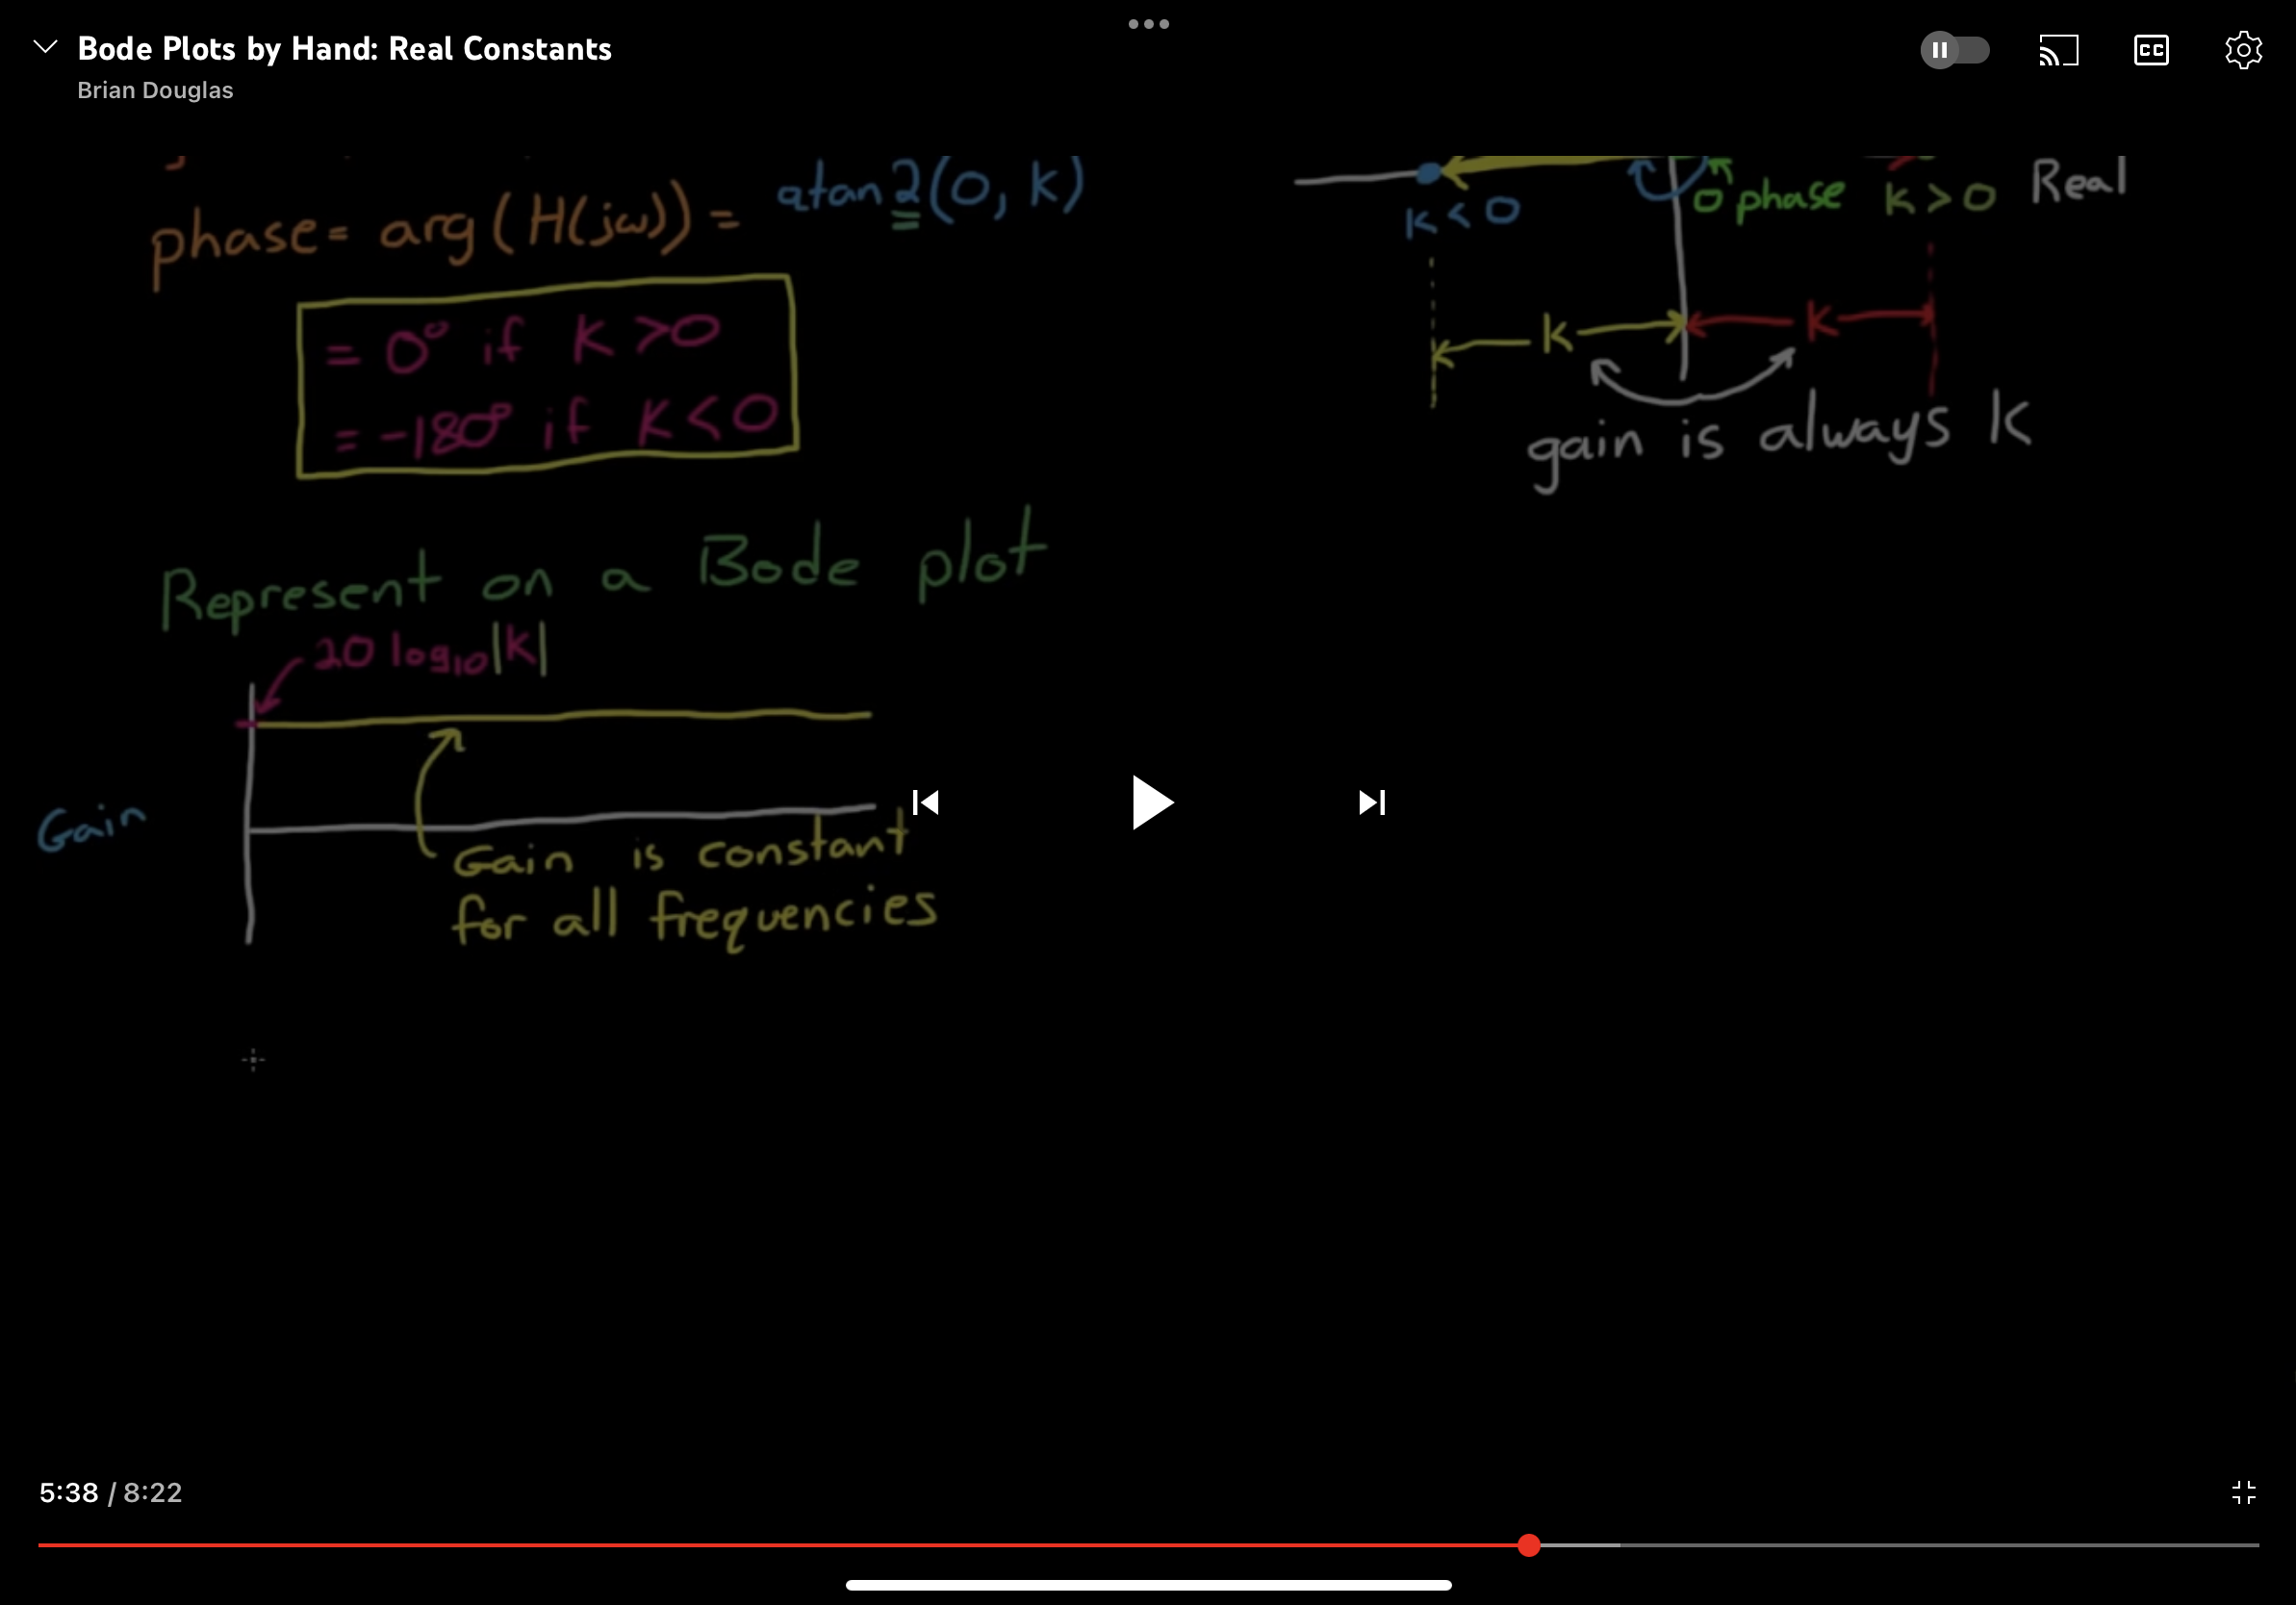 Bode Plots by Hand: Real Constants
Brian Douglas
CC
phase = arg(H(jω)) = atan2(0, K)
= 0° if K >0
= -180° if K<0
K<0
0 phase
K>0
Real
K
K
gain is always K
Represent on a Bode plot
20 log10|K|
Gain
Gain is constant
for all frequencies
5:38 / 8:22